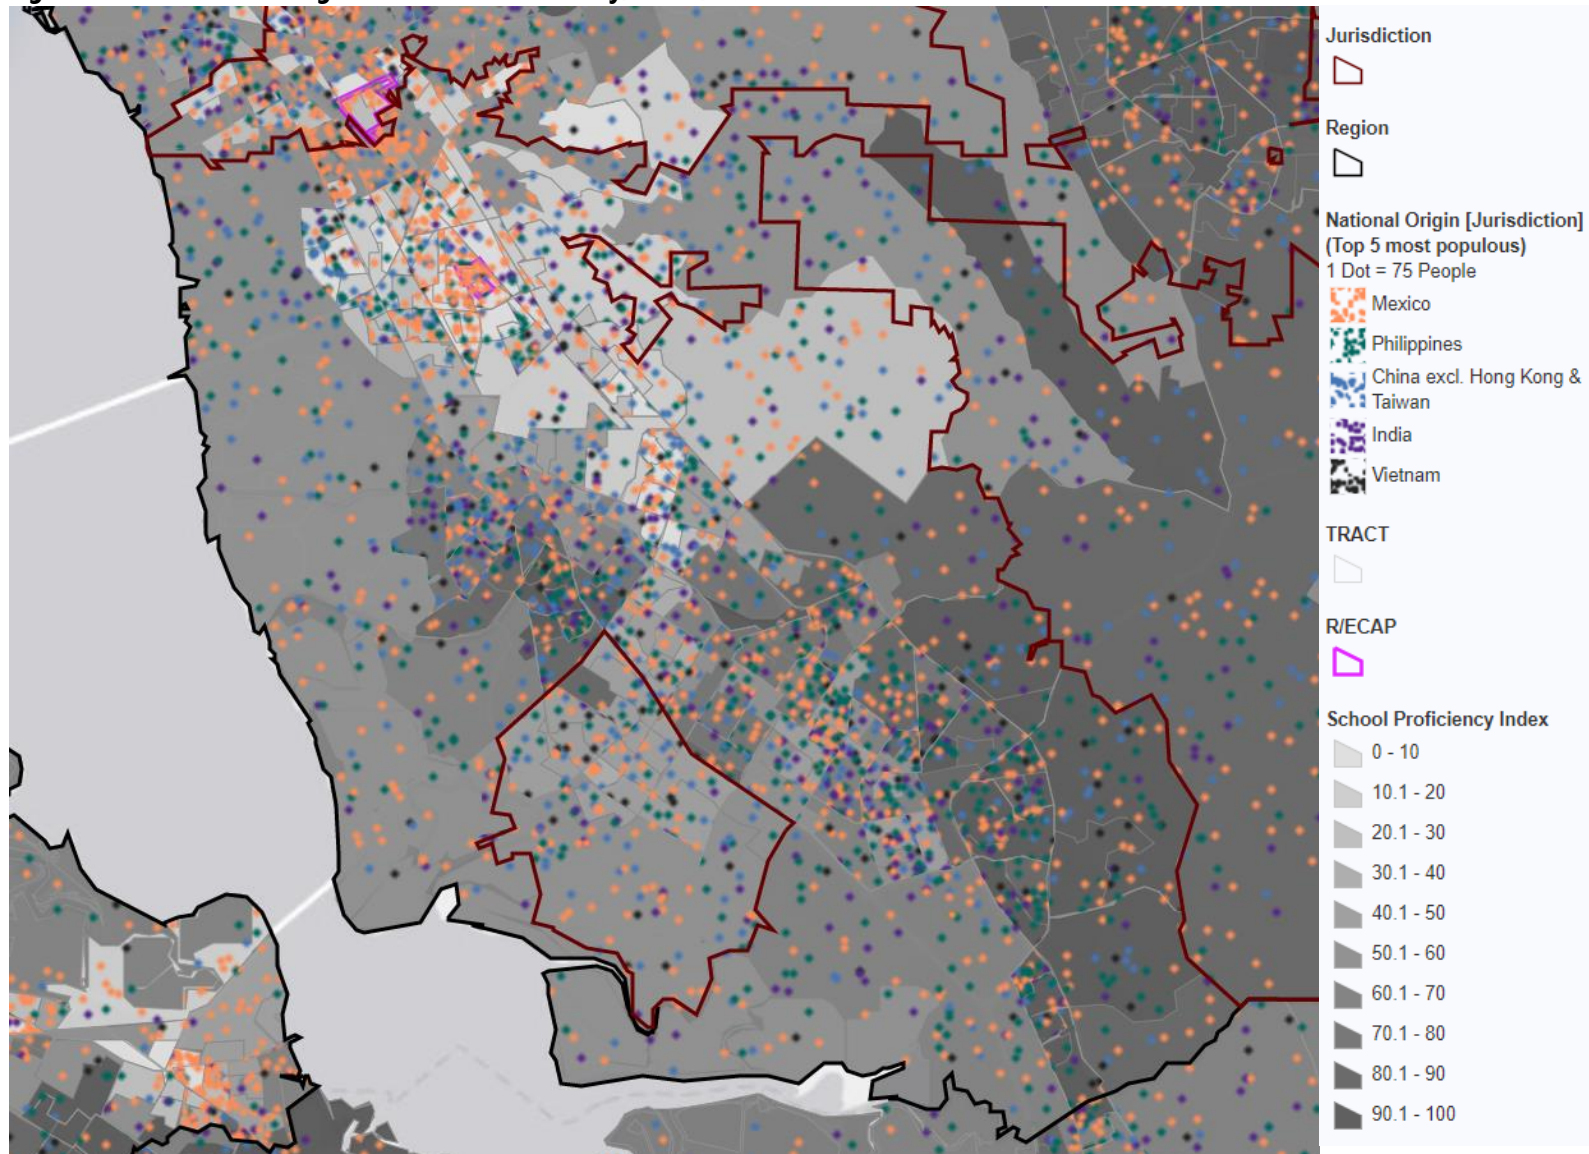 Jurisdiction
Region
National Origin [Jurisdiction]
(Top 5 most populous)
1 Dot = 75 People
Mexico
Philippines
China excl. Hong Kong &
Taiwan
India
Vietnam
TRACT
R/ECAP
School Proficiency Index
0 - 10
10.1 - 20
20.1 - 30
30.1 - 40
40.1 - 50
50.1 - 60
60.1 - 70
70.1 - 80
80.1 - 90
90.1 - 100